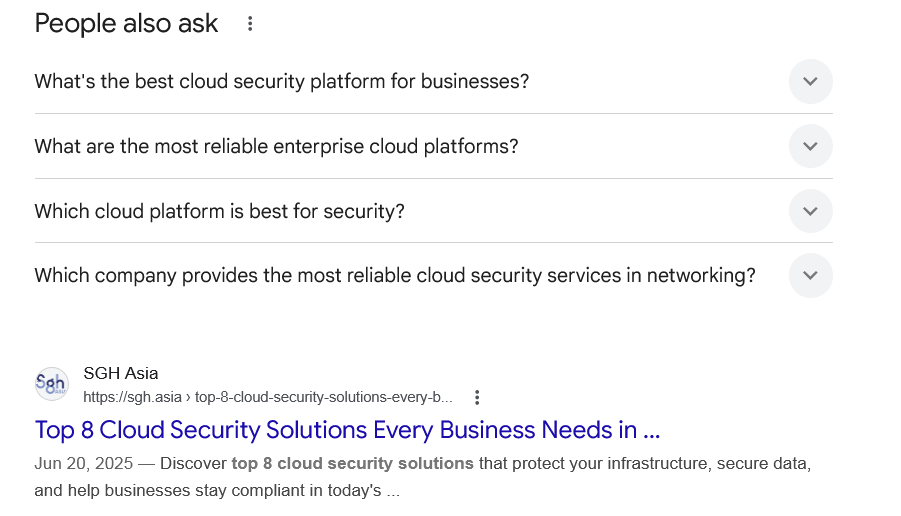 People also ask
What's the best cloud security platform for businesses?
What are the most reliable enterprise cloud platforms?
Which cloud platform is best for security?
Which company provides the most reliable cloud security services in networking?
Sgh
SGH Asia
https://sgh.asia › top-8-cloud-security-solutions-every-b...
Top 8 Cloud Security Solutions Every Business Needs in ...
Jun 20, 2025 — Discover top 8 cloud security solutions that protect your infrastructure, secure data,
and help businesses stay compliant in today's ...